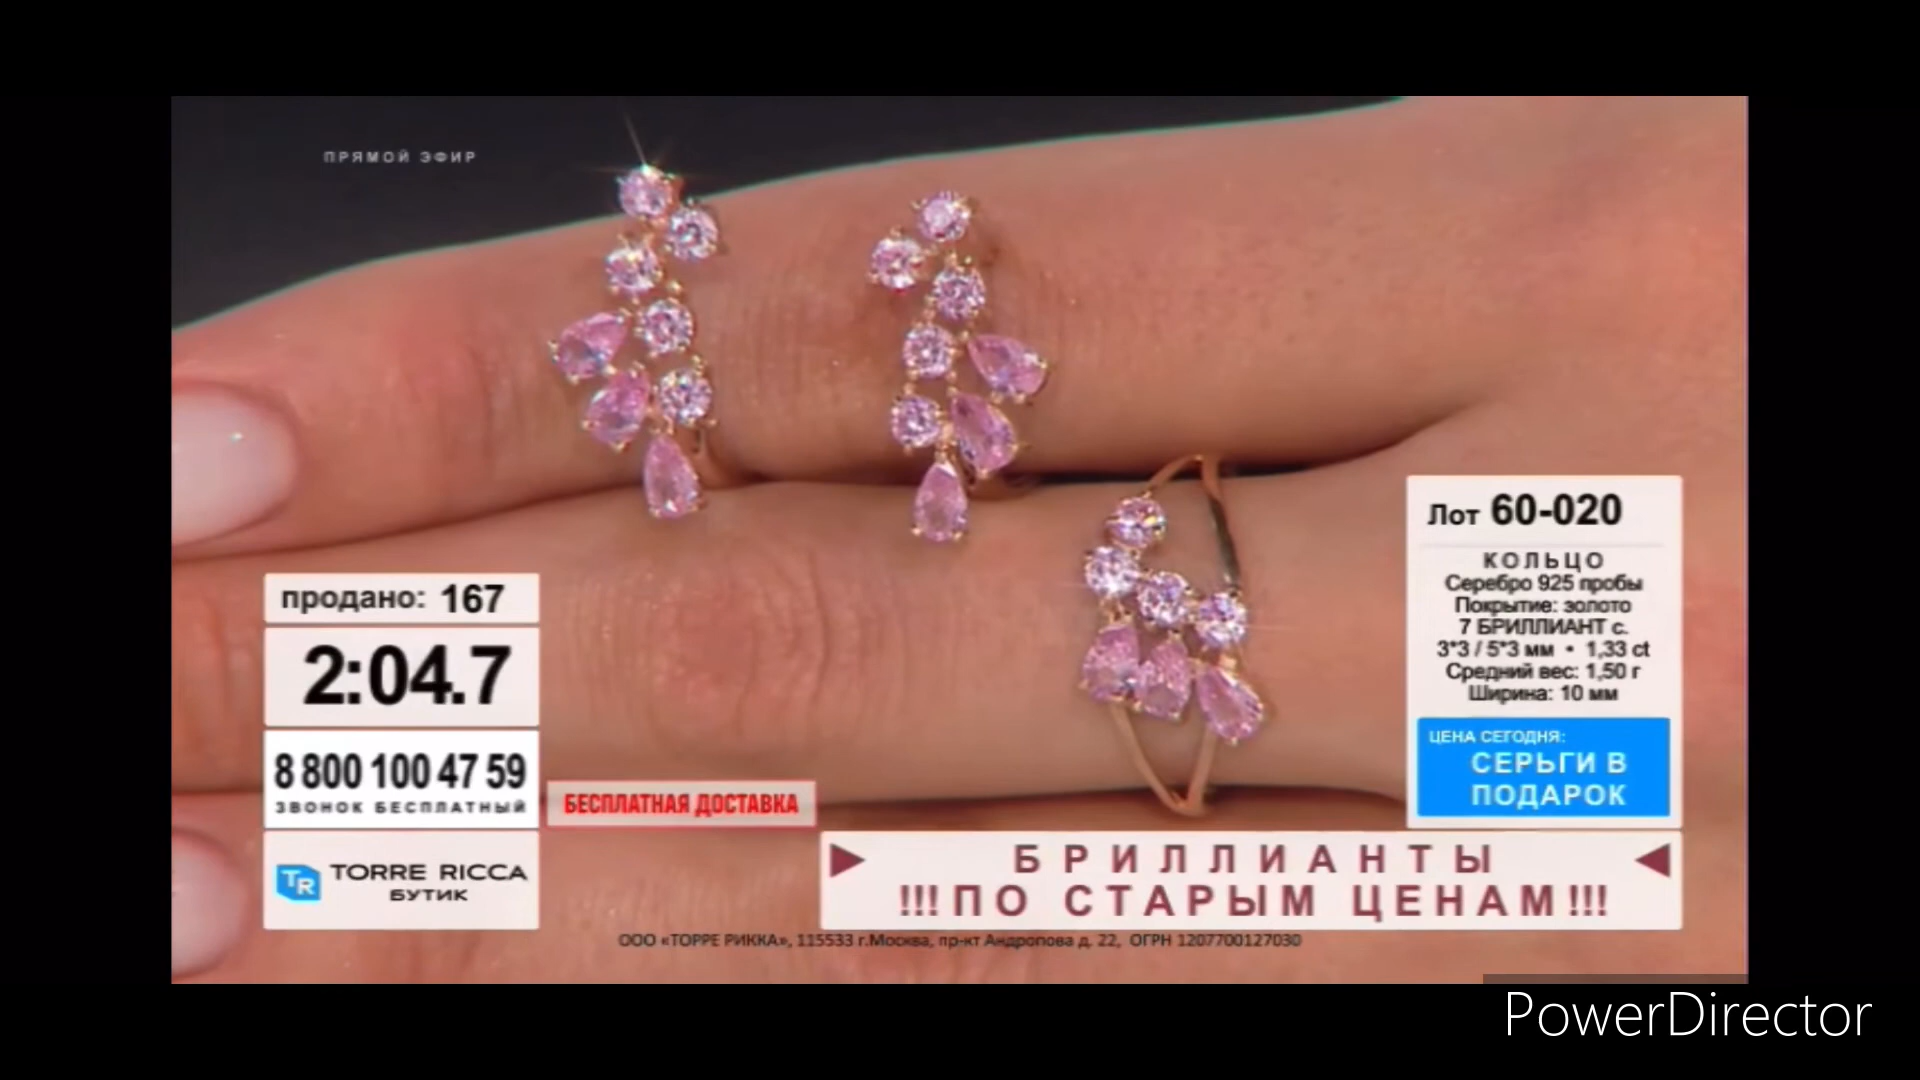 ПРЯМОЙ ЭФИР
Лот 60-020
КОЛЬЦО
Серебро 925 пробы
Покрытие: золото
7 БРИЛЛИАНТ с.
3*3 / 5*3 мм • 1,33 ct
Средний вес: 1,50 г
Ширина: 10 мм
ЦЕНА СЕГОДНЯ:
СЕРЬГИ В
ПОДАРОК
продано: 167
2:04.7
8 800 100 47 59
ЗВОНОК БЕСПЛАТНЫЙ
БЕСПЛАТНАЯ ДОСТАВКА
TR TORRE RICCA
БУТИК
БРИЛЛИАНТЫ
!!!ПО СТАРЫМ ЦЕНАМ!!!
ООО «ТОРРЕ РИККА», 115533 г.Москва, пр-кт Андропова д. 22, ОГРН 1207700127030
PowerDirector